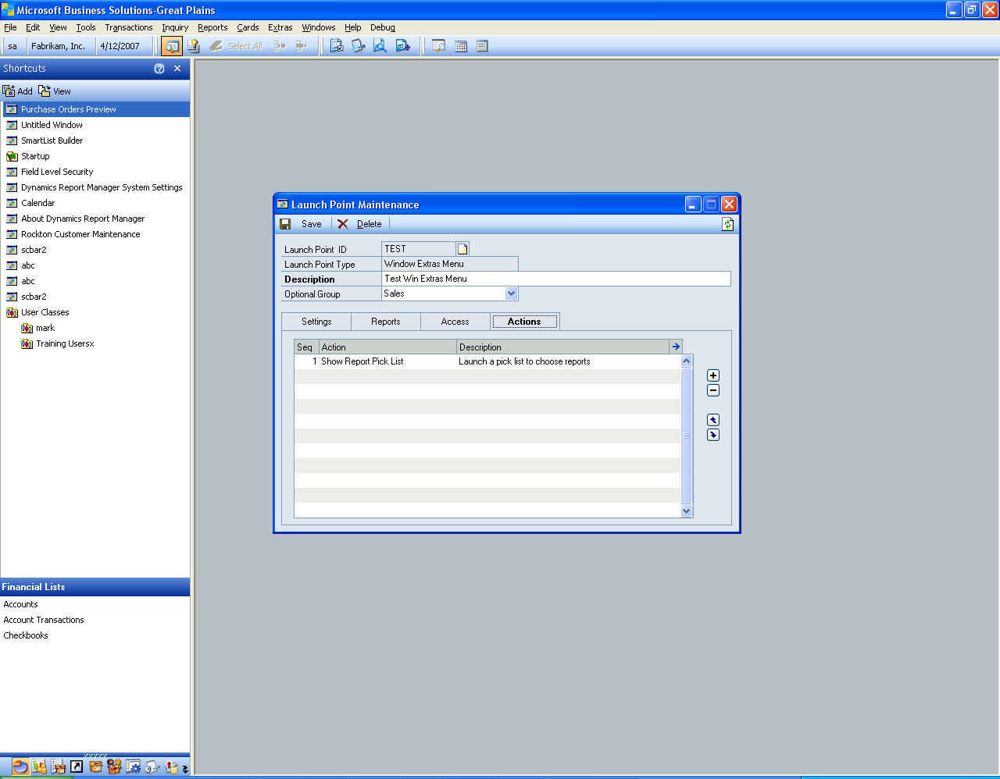 Microsoft Business Solutions-Great Plains
File Edit View Tools Transactions Inquiry Reports Cards Extras Windows Help Debug
sa Fabrikam, Inc. 4/12/2007 Select All
Shortcuts
Add View
Purchase Orders Preview
Untitled Window
SmartList Builder
Startup
Field Level Security
Dynamics Report Manager System Settings
Calendar
About Dynamics Report Manager
Rockton Customer Maintenance
scbar2
abc
abc
scbar2
User Classes
mark
Training Usersx
Financial Lists
Accounts
Account Transactions
Checkbooks
Launch Point Maintenance
Save Delete
Launch Point ID TEST
Launch Point Type Window Extras Menu
Description Test Win Extras Menu
Optional Group Sales
Settings Reports Access Actions
Seq Action Description
1 Show Report Pick List Launch a pick list to choose reports